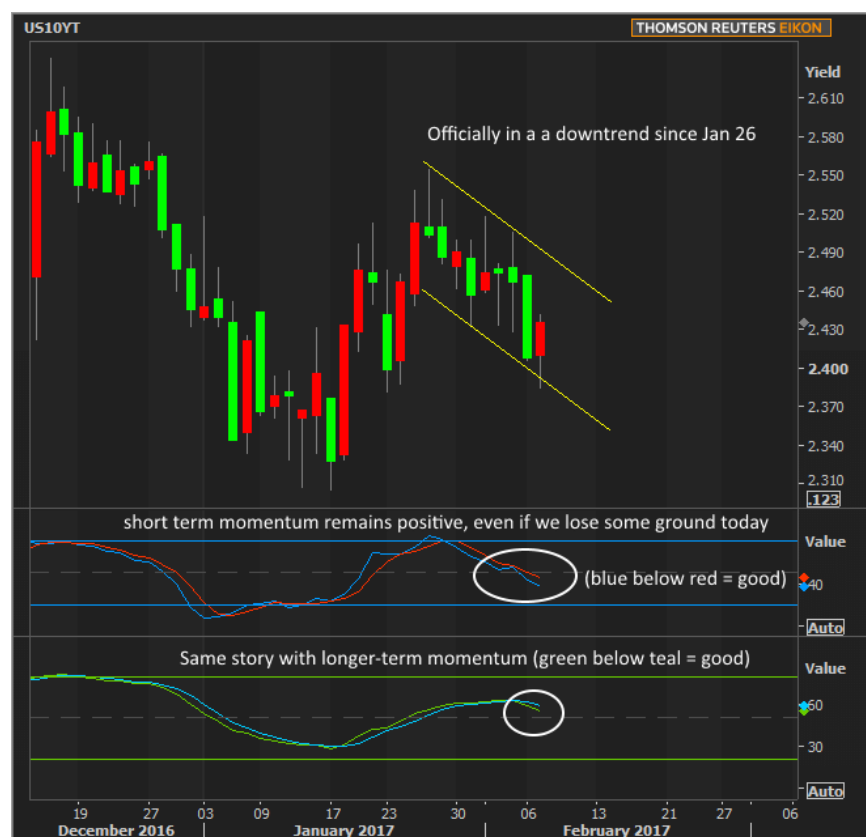 US10YT
THOMSON REUTERS EIKON
Yield
2.610
Officially in a a downtrend since Jan 26
2.580
2.550
2.520
2.490
2.460
2.430
2.400
2.370
2.340
2.310
.123
short term momentum remains positive, even if we lose some ground today
Value
(blue below red = good)
40
Auto
Same story with longer-term momentum (green below teal = good)
Value
60
30
Auto
19 27 03 09 17 23 30 06 13 21 27 06
December 2016 January 2017 February 2017